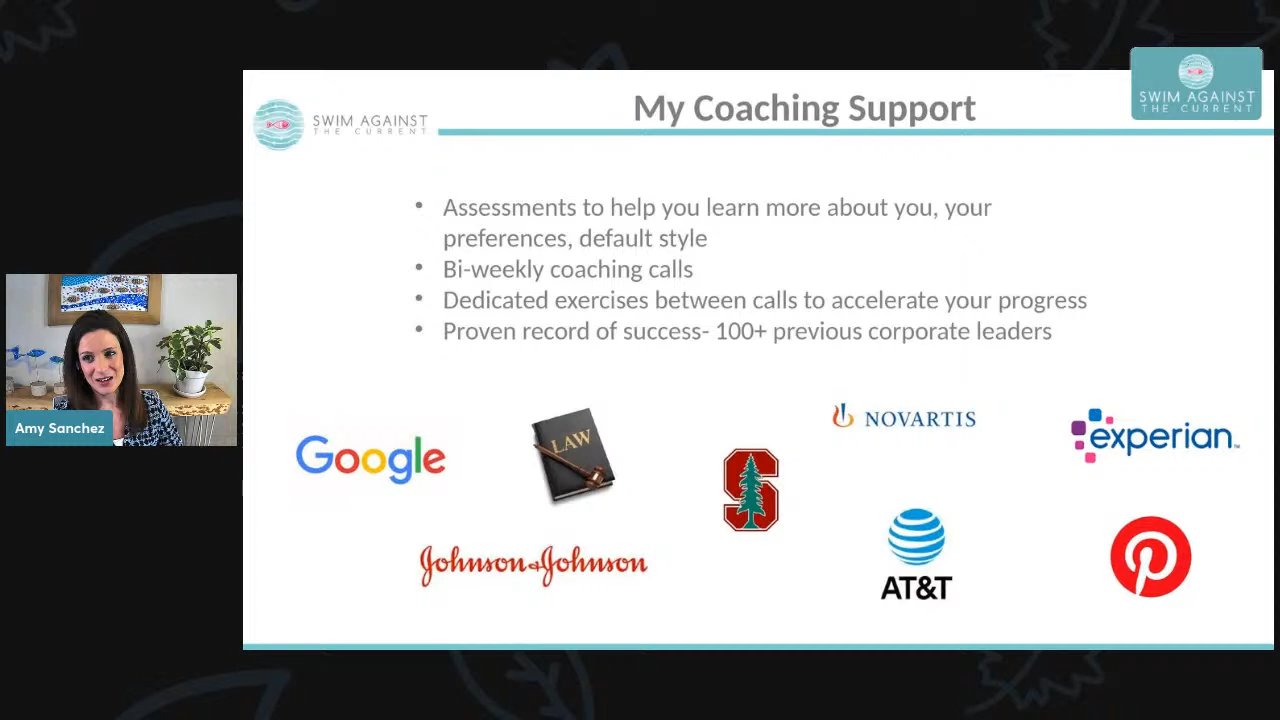 SWIM AGAINST
THE CURRENT
My Coaching Support
SWIM AGAINST
THE CURRENT
• Assessments to help you learn more about you, your
preferences, default style
• Bi-weekly coaching calls
• Dedicated exercises between calls to accelerate your progress
• Proven record of success- 100+ previous corporate leaders
Amy Sanchez
Google
LAW
S
NOVARTIS
experian™
Johnson&Johnson
AT&T